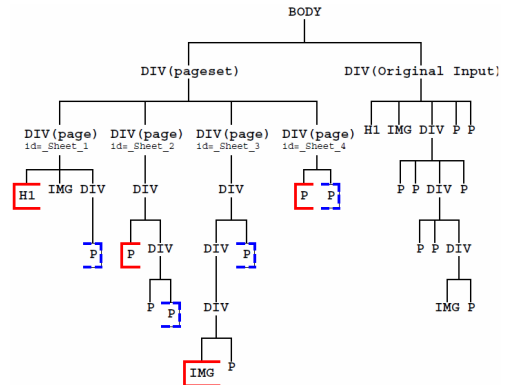 BODY
DIV(pageset) DIV(Original Input)
DIV(page) DIV(page) DIV(page) DIV(page) H1 IMG DIV P P
id=_Sheet_1 id=_Sheet_2 id=_Sheet_3 id=_Sheet_4
H1 IMG DIV DIV DIV P P P P DIV P
P P DIV DIV P P P DIV
P P DIV IMG P
IMG P